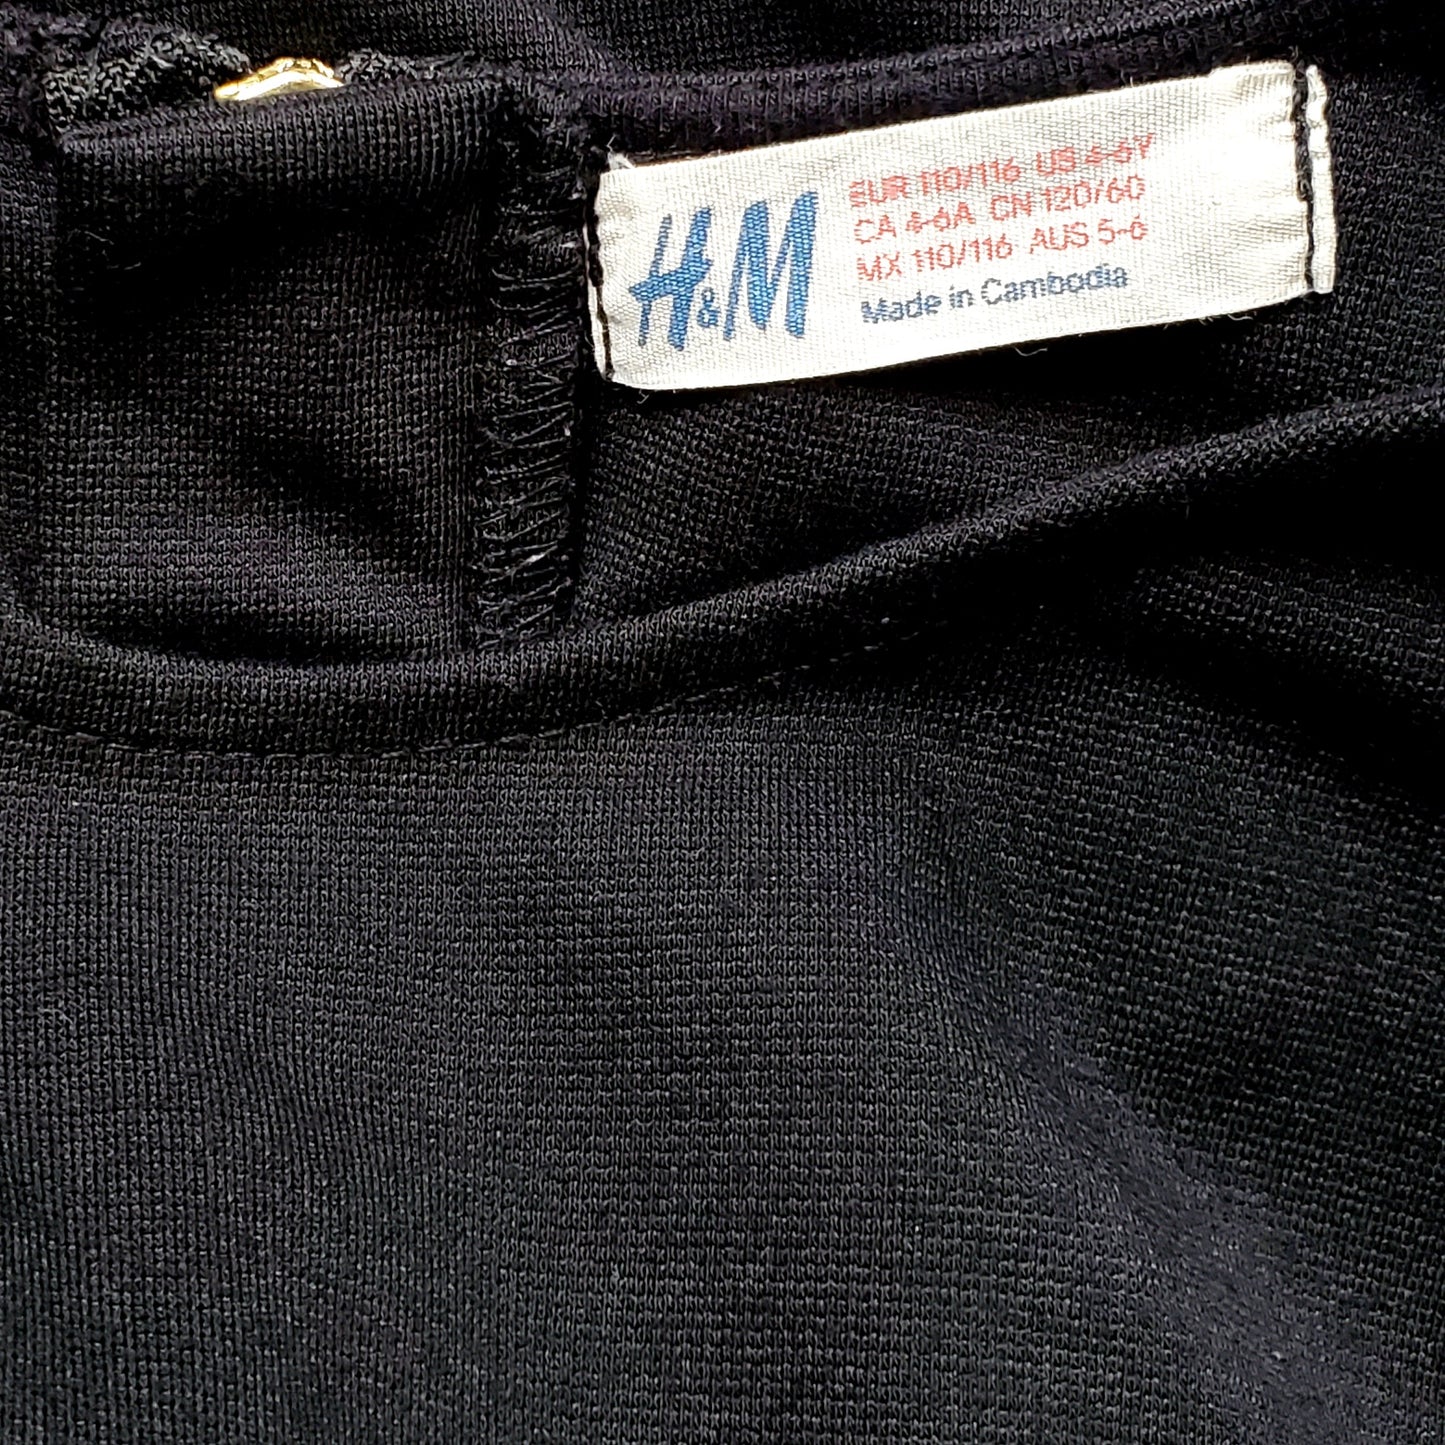 H&M
EUR 110/116 US 4-6Y
CA 4-6A CN 120/60
MX 110/116 AUS 5-6
Made in Cambodia